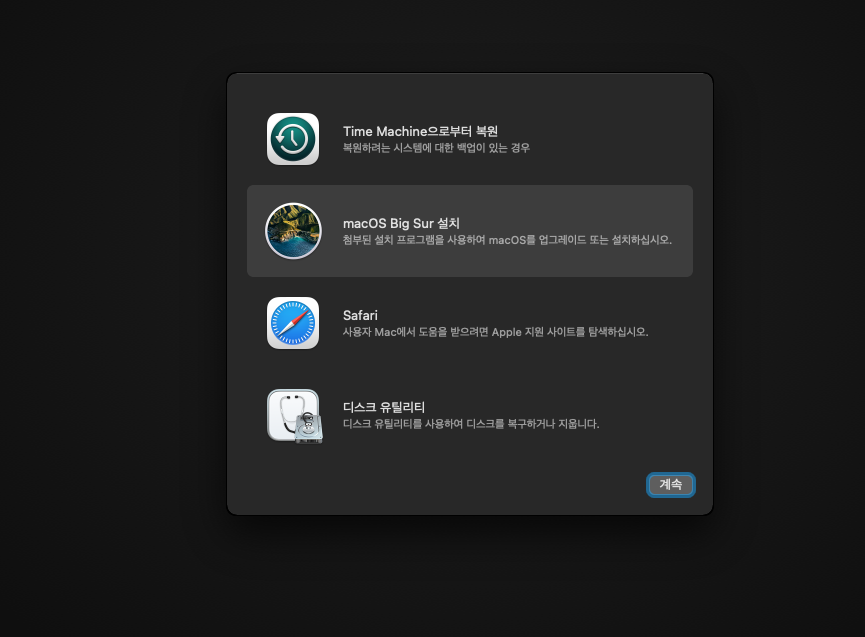 Time Machine으로부터 복원
복원하려는 시스템에 대한 백업이 있는 경우
macOS Big Sur 설치
첨부된 설치 프로그램을 사용하여 macOS를 업그레이드 또는 설치하십시오.
Safari
사용자 Mac에서 도움을 받으려면 Apple 지원 사이트를 탐색하십시오.
디스크 유틸리티
디스크 유틸리티를 사용하여 디스크를 복구하거나 지웁니다.
계속